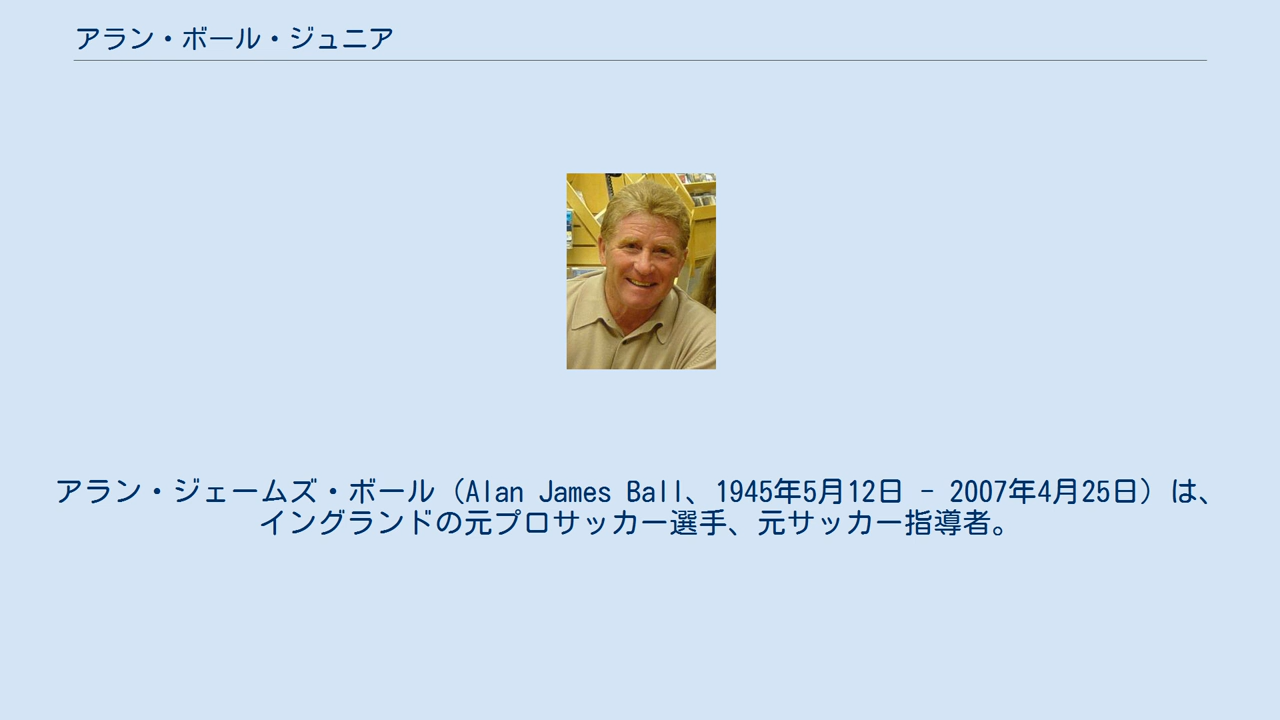 アラン・ボール・ジュニア
アラン・ジェームズ・ボール（Alan James Ball、1945年5月12日 - 2007年4月25日）は、
イングランドの元プロサッカー選手、元サッカー指導者。